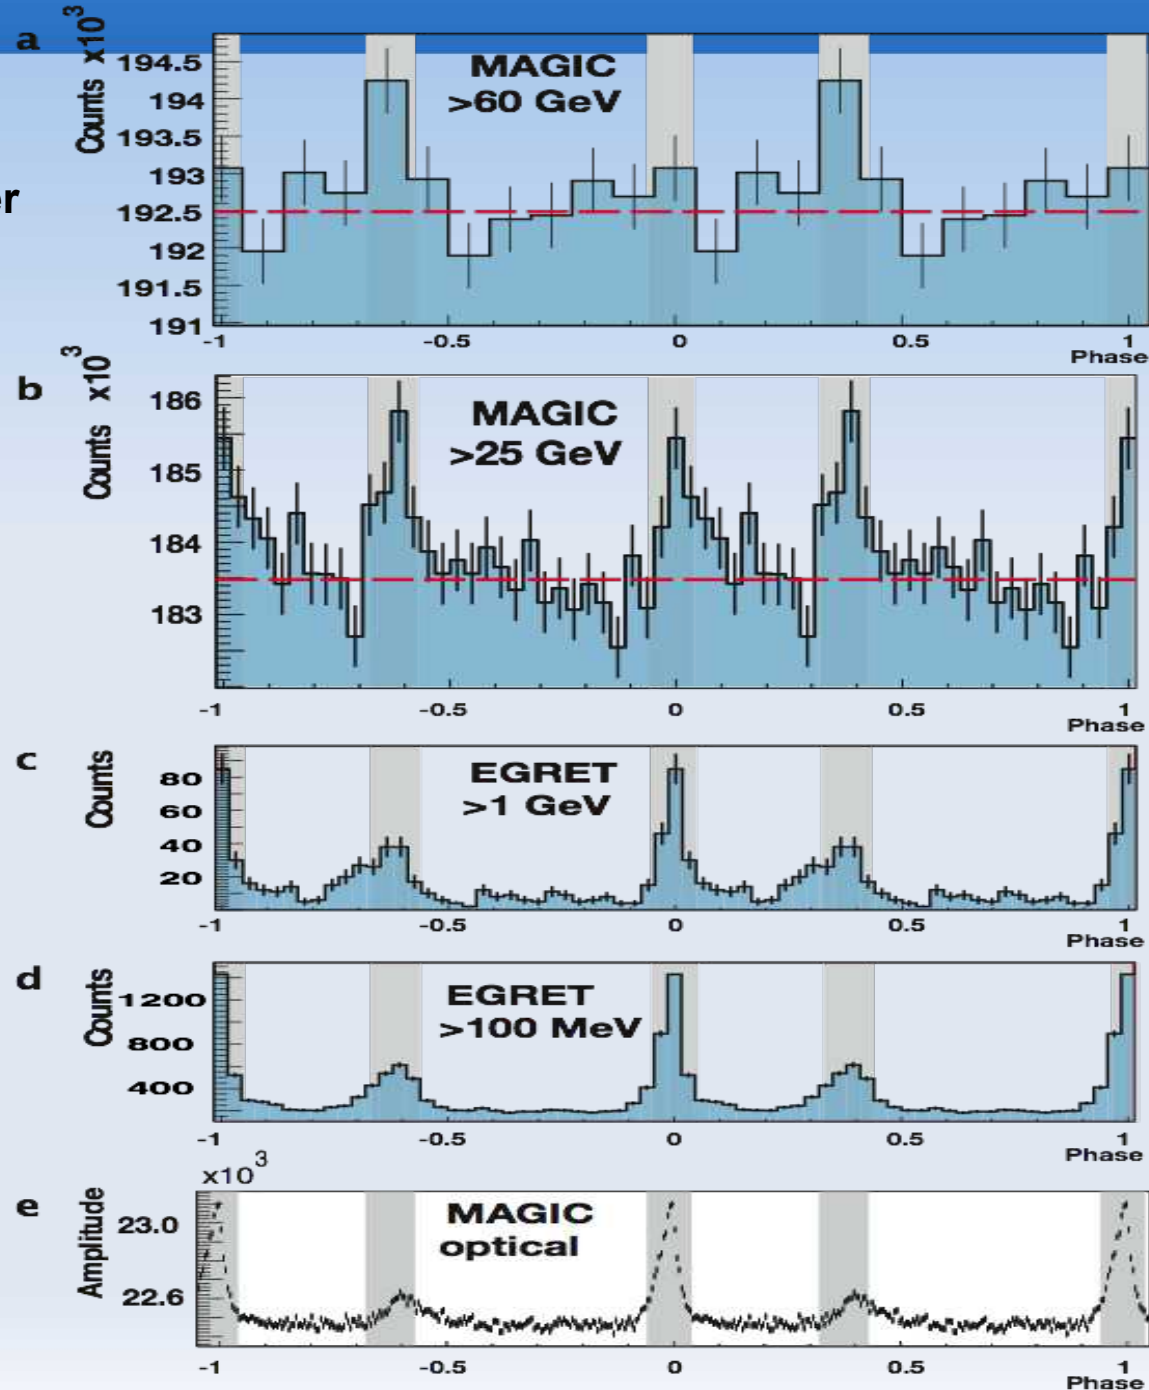 a
Counts x10³
194.5
194
193.5
193
192.5
192
191.5
191
MAGIC
>60 GeV
er
-1 -0.5 0 0.5 1
Phase
b
Counts x10³
186
185
184
183
MAGIC
>25 GeV
-1 -0.5 0 0.5 1
Phase
c
Counts
80
60
40
20
EGRET
>1 GeV
-1 -0.5 0 0.5 1
Phase
d
Counts
1200
800
400
EGRET
>100 MeV
-1 -0.5 0 0.5 1
Phase
x10³
e
Amplitude
23.0
22.6
MAGIC
optical
-1 -0.5 0 0.5 1
Phase